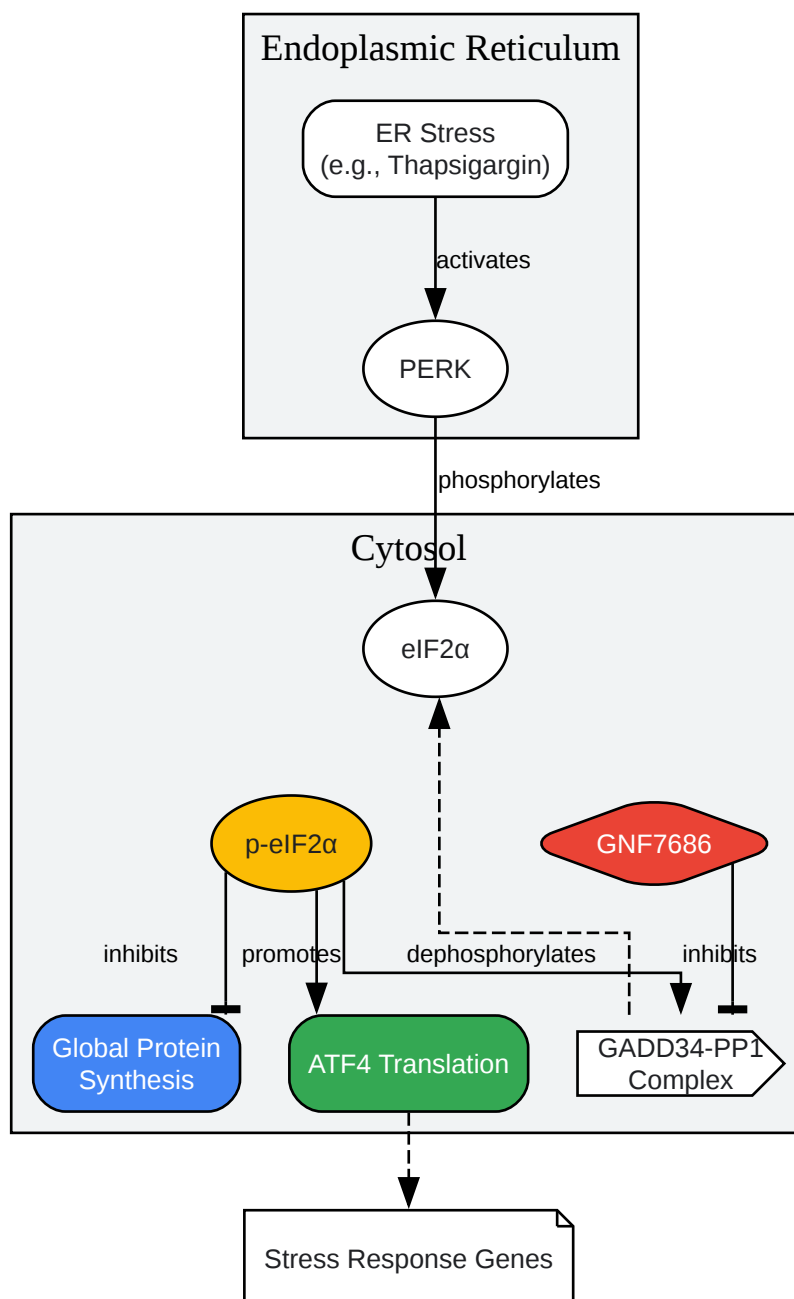 Endoplasmic Reticulum
ER Stress
(e.g., Thapsigargin)
activates
PERK
phosphorylates
Cytosol
eIF2α
p-eIF2α
GNF7686
inhibits
promotes
dephosphorylates
inhibits
Global Protein
Synthesis
ATF4 Translation
GADD34-PP1
Complex
Stress Response Genes